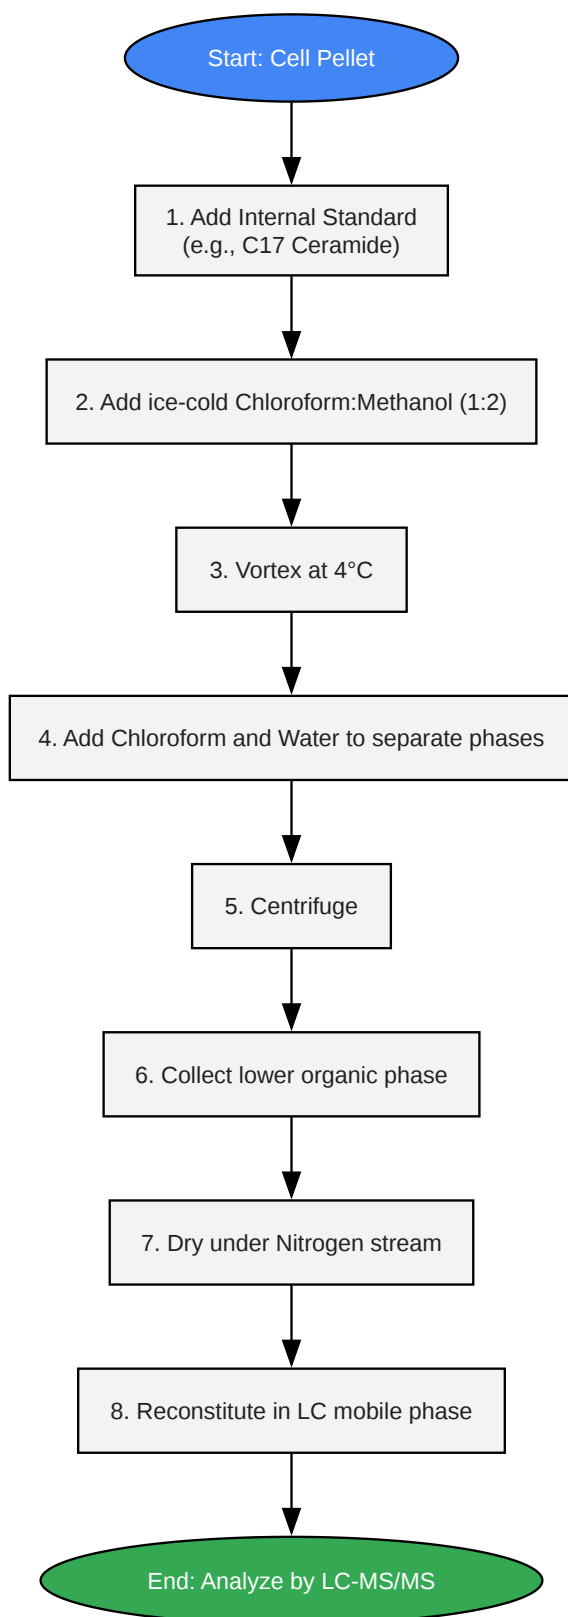 Start: Cell Pellet
1. Add Internal Standard
(e.g., C17 Ceramide)
2. Add ice-cold Chloroform:Methanol (1:2)
3. Vortex at 4°C
4. Add Chloroform and Water to separate phases
5. Centrifuge
6. Collect lower organic phase
7. Dry under Nitrogen stream
8. Reconstitute in LC mobile phase
End: Analyze by LC-MS/MS